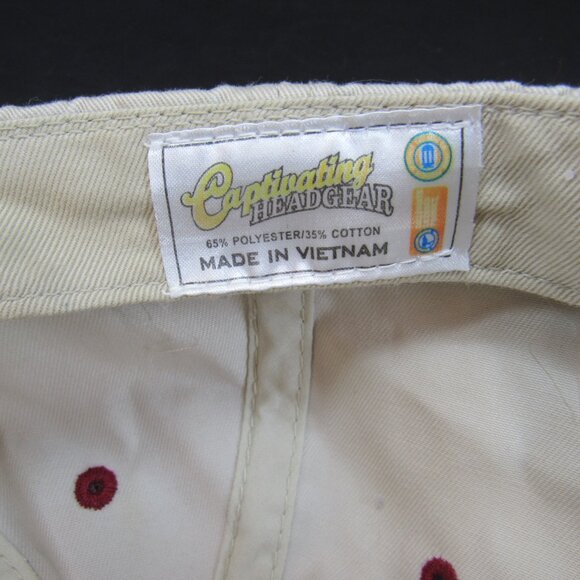 Captivating
HEADGEAR
65% POLYESTER/35% COTTON
MADE IN VIETNAM